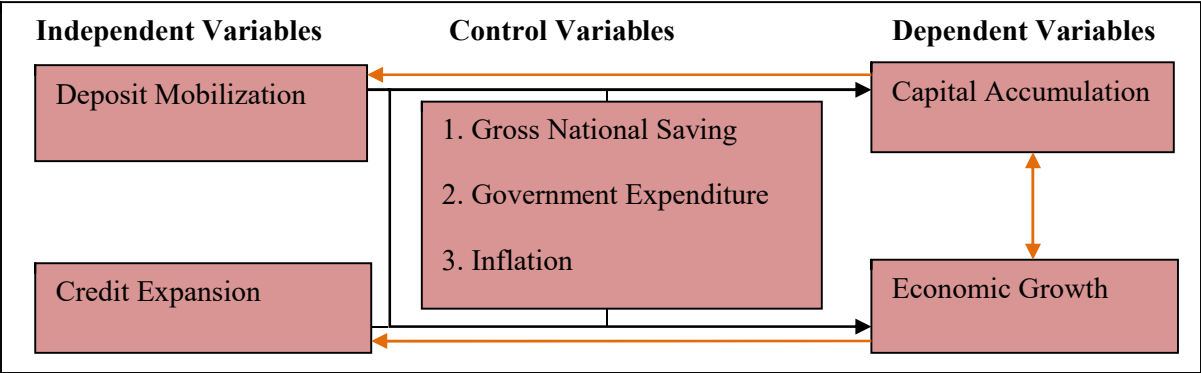 Independent Variables
Control Variables
Dependent Variables
Deposit Mobilization
Capital Accumulation
1. Gross National Saving
2. Government Expenditure
3. Inflation
Credit Expansion
Economic Growth